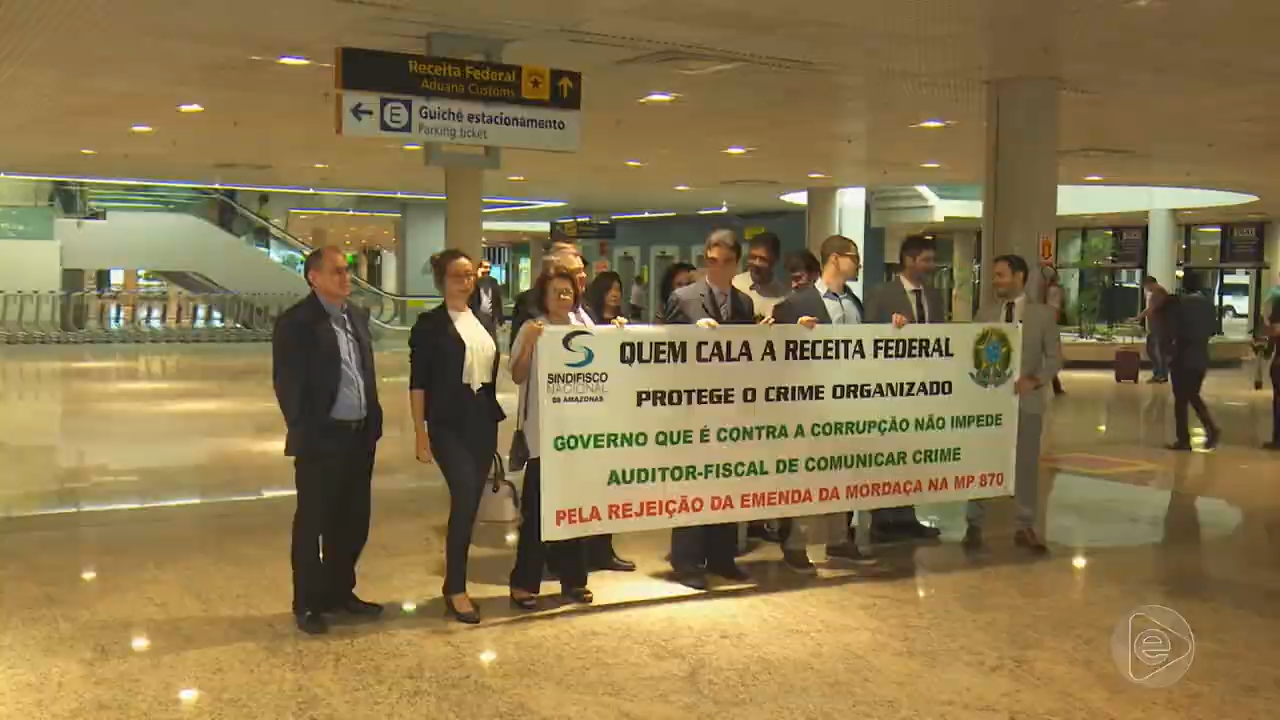 Receita Federal
Aduana Customs
E
Guichê estacionamento
Parking ticket
SINDIFISCO
NACIONAL
DS AMAZONAS
QUEM CALA A RECEITA FEDERAL
PROTEGE O CRIME ORGANIZADO
GOVERNO QUE É CONTRA A CORRUPÇÃO NÃO IMPEDE
AUDITOR-FISCAL DE COMUNICAR CRIME
PELA REJEIÇÃO DA EMENDA DA MORDAÇA NA MP 870
e